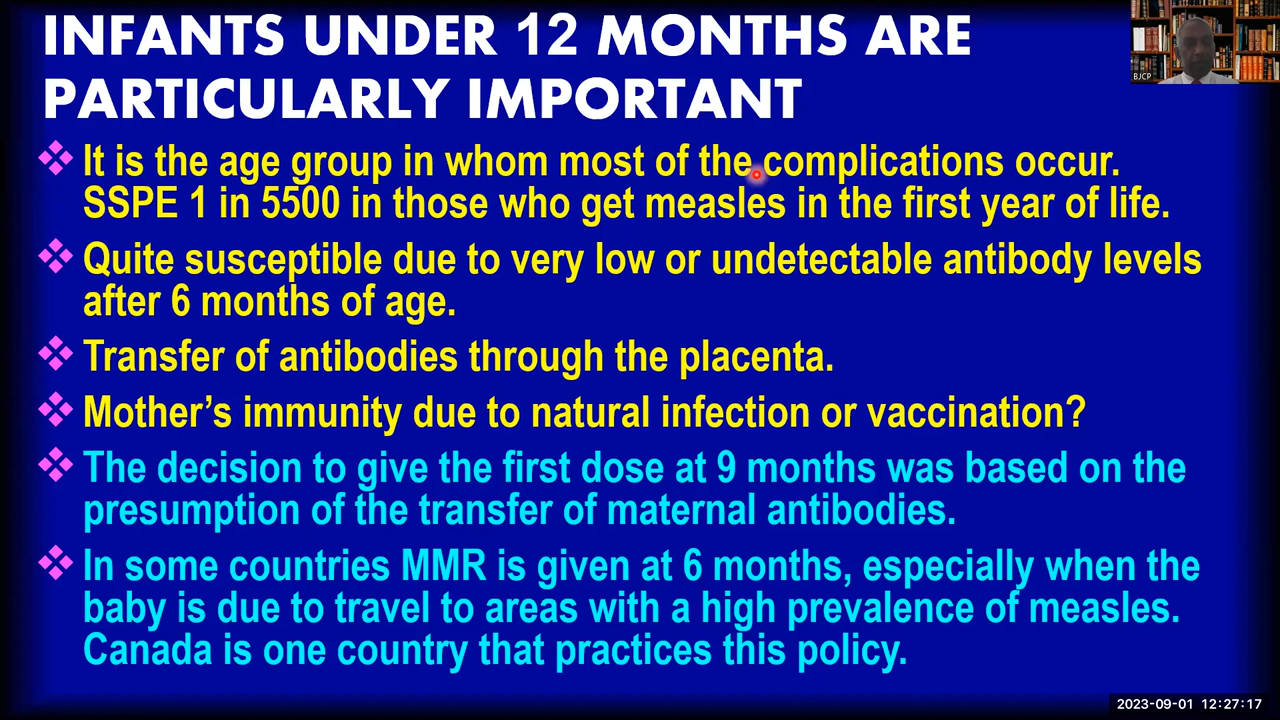 INFANTS UNDER 12 MONTHS ARE
PARTICULARLY IMPORTANT
It is the age group in whom most of the complications occur.
SSPE 1 in 5500 in those who get measles in the first year of life.
Quite susceptible due to very low or undetectable antibody levels
after 6 months of age.
Transfer of antibodies through the placenta.
Mother’s immunity due to natural infection or vaccination?
The decision to give the first dose at 9 months was based on the
presumption of the transfer of maternal antibodies.
In some countries MMR is given at 6 months, especially when the
baby is due to travel to areas with a high prevalence of measles.
Canada is one country that practices this policy.
BJCP
2023-09-01 12:27:17